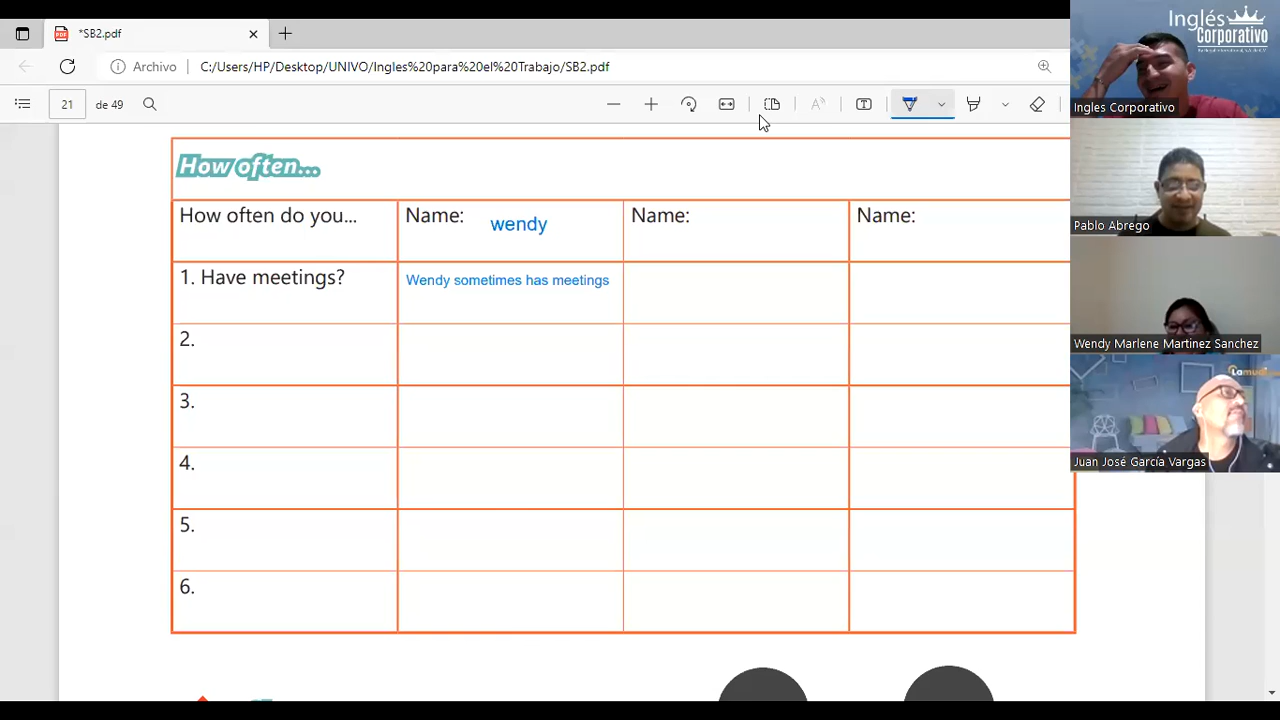 *SB2.pdf
Archivo
C:/Users/HP/Desktop/UNIVO/Ingles%20para%20el%20Trabajo/SB2.pdf
21 de 49
How often...
How often do you... Name: wendy Name: Name:
1. Have meetings? Wendy sometimes has meetings
2.
3.
4.
5.
6.
Inglés
Corporativo
Ingles Corporativo
Pablo Abrego
Wendy Marlene Martinez Sanchez
Juan José García Vargas